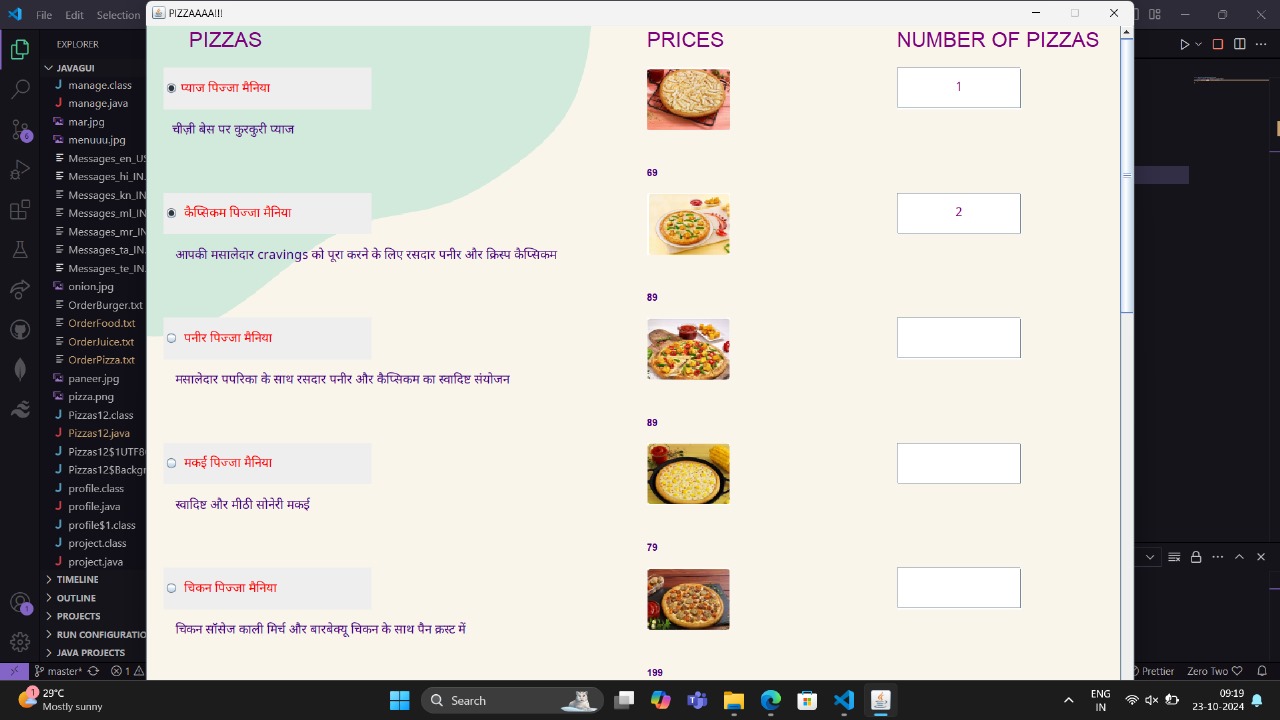 PIZZAAAA!!!
EXPLORER
JAVAGUI
manage.class
manage.java
mar.jpg
menuuu.jpg
Messages_en_US
Messages_hi_IN.
Messages_kn_IN
Messages_ml_IN
Messages_mr_IN
Messages_ta_IN.
Messages_te_IN.
onion.jpg
OrderBurger.txt
OrderFood.txt
OrderJuice.txt
OrderPizza.txt
paneer.jpg
pizza.png
Pizzas12.class
Pizzas12.java
Pizzas12$1UTF8
Pizzas12$Backgr
profile.class
profile.java
profile$1.class
project.class
project.java
TIMELINE
OUTLINE
PROJECTS
RUN CONFIGURATIO
JAVA PROJECTS
PIZZAS PRICES NUMBER OF PIZZAS
प्याज पिज्जा मैनिया 1
चीज़ी बेस पर कुरकुरी प्याज
69
कैप्सिकम पिज्जा मैनिया 2
आपकी मसालेदार cravings को पूरा करने के लिए रसदार पनीर और क्रिस्प कैप्सिकम
89
पनीर पिज्जा मैनिया
मसालेदार पपरिका के साथ रसदार पनीर और कैप्सिकम का स्वादिष्ट संयोजन
89
मकई पिज्जा मैनिया
स्वादिष्ट और मीठी सोनेरी मकई
79
चिकन पिज्जा मैनिया
चिकन सॉसेज काली मिर्च और बारबेक्यू चिकन के साथ पैन क्रस्ट में
199
master* 1 Prettier Zero Two
1 29°C
Mostly sunny
Search
ENG
IN
09:19
23-10-2024